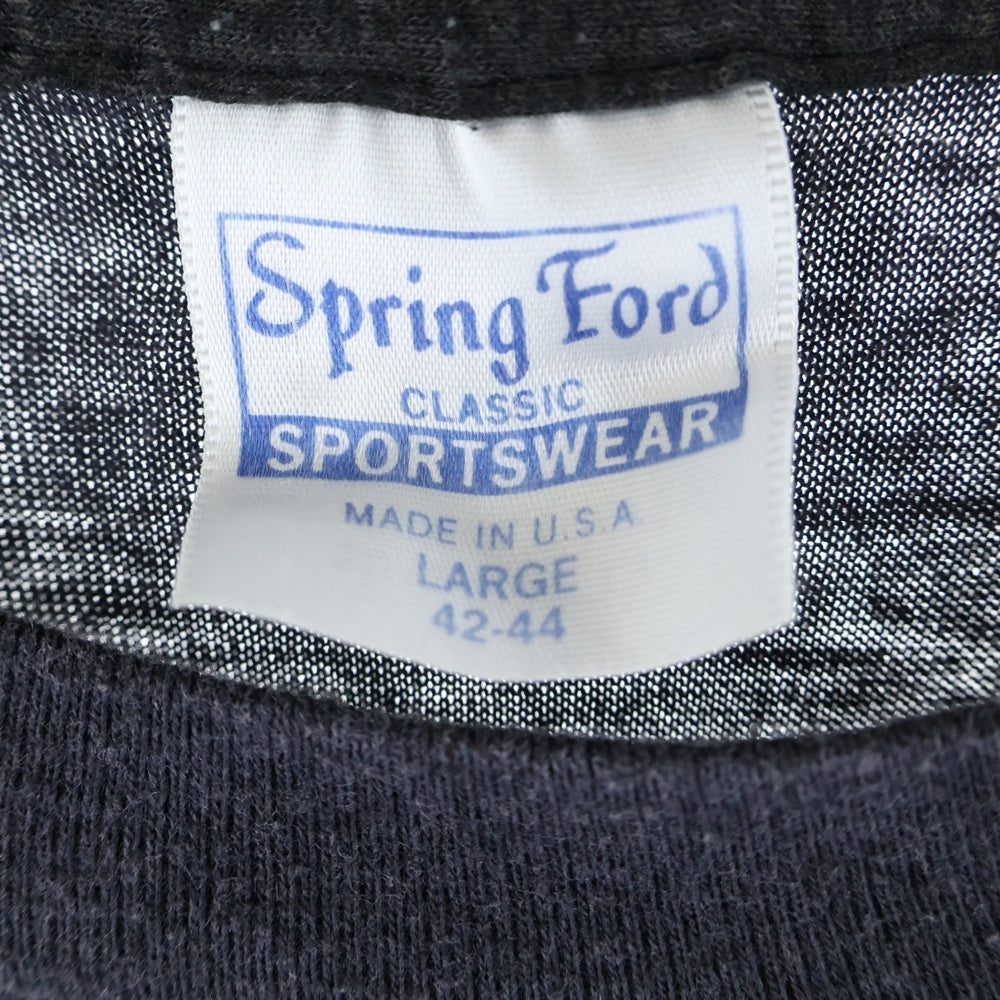 Spring Ford
CLASSIC
SPORTSWEAR
MADE IN U.S.A
LARGE
42-44